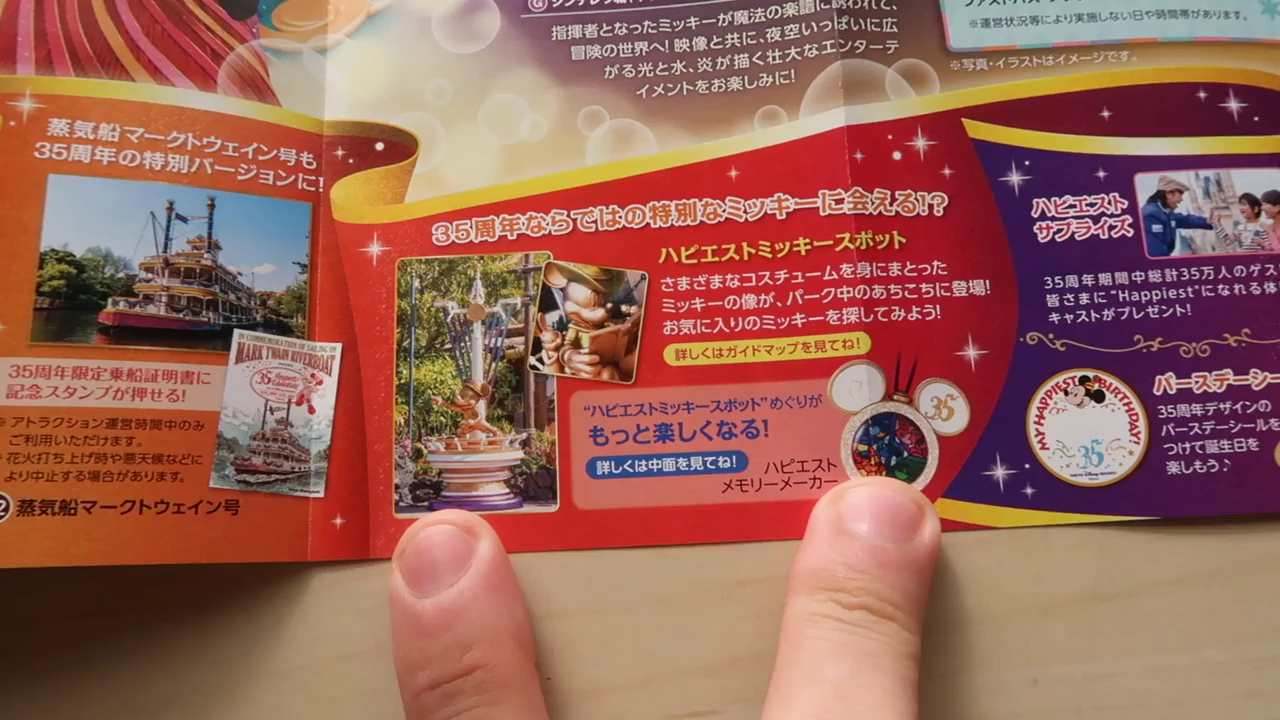 指揮者となったミッキーが魔法の楽譜に誘われて、
冒険の世界へ! 映像と共に、夜空いっぱいに広
がる光と水、炎が描く壮大なエンターテ
イメントをお楽しみに!
※運営状況等により実施しない日や時間帯があります。
※写真・イラストはイメージです。
蒸気船マークトウェイン号も
35周年の特別バージョンに!
IN COMMEMORATION OF SAILING ON
MARK TWAIN RIVERBOAT
35
35周年限定乗船証明書に
記念スタンプが押せる!
※ アトラクション運営時間中のみ
ご利用いただけます。
* 花火打ち上げ時や悪天候などに
より中止する場合があります。
2 蒸気船マークトウェイン号
35周年ならではの特別なミッキーに会える!?
ハピエストミッキースポット
さまざまなコスチュームを身にまとった
ミッキーの像が、パーク中のあちこちに登場!
お気に入りのミッキーを探してみよう!
詳しくはガイドマップを見てね!
“ハピエストミッキースポット”めぐりが
もっと楽しくなる!
詳しくは中面を見てね!
ハピエスト
メモリーメーカー
35
ハピエスト
サプライズ
35周年期間中総計35万人のゲス
皆さまに“Happiest”になれる体
キャストがプレゼント!
MY HAPPIEST BIRTHDAY
35
バースデーシー
35周年デザインの
バースデーシールを
つけて誕生日を
楽しもう♪